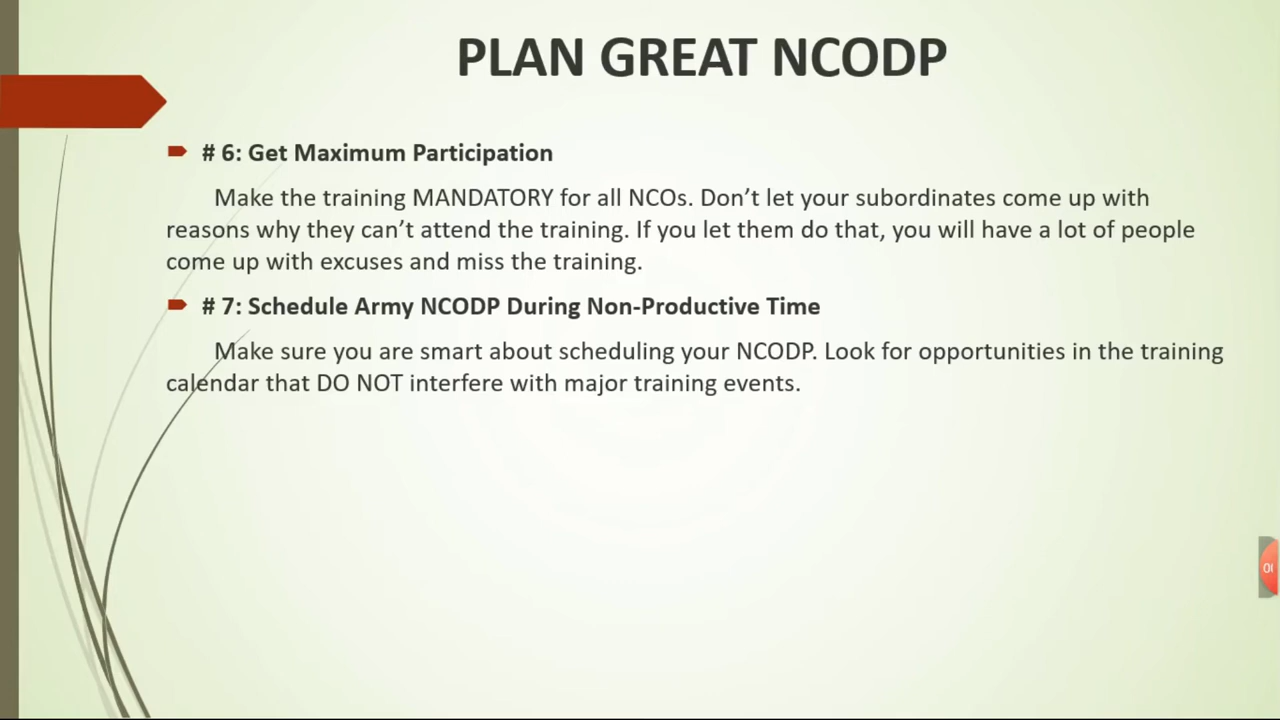 PLAN GREAT NCODP
# 6: Get Maximum Participation
Make the training MANDATORY for all NCOs. Don’t let your subordinates come up with
reasons why they can’t attend the training. If you let them do that, you will have a lot of people
come up with excuses and miss the training.
# 7: Schedule Army NCODP During Non-Productive Time
Make sure you are smart about scheduling your NCODP. Look for opportunities in the training
calendar that DO NOT interfere with major training events.